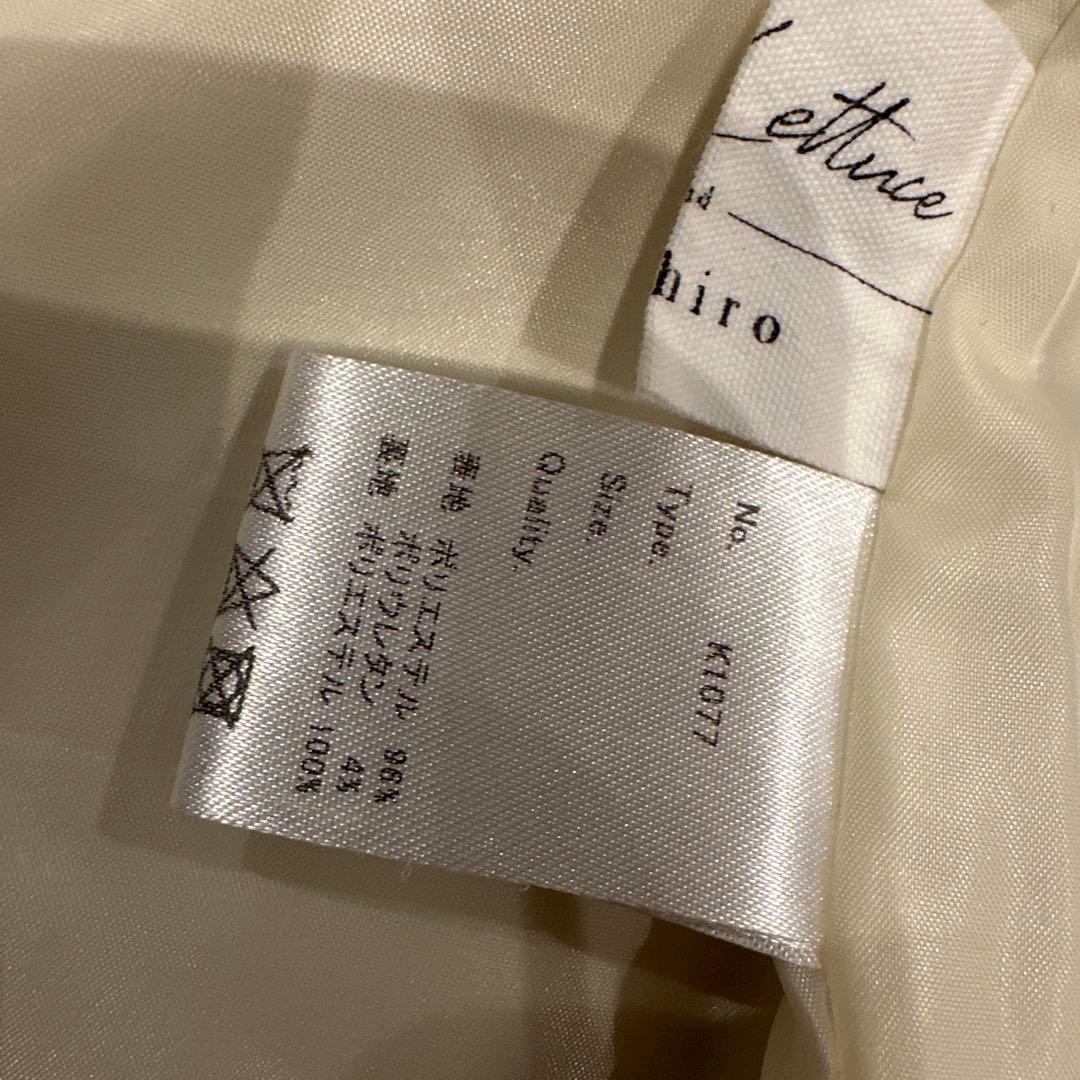 Lettuce
hiro
No. K1077
Type.
Size.
Quality.
表地 ポリエステル 96%
ポリウレタン 4%
裏地 ポリエステル 100%